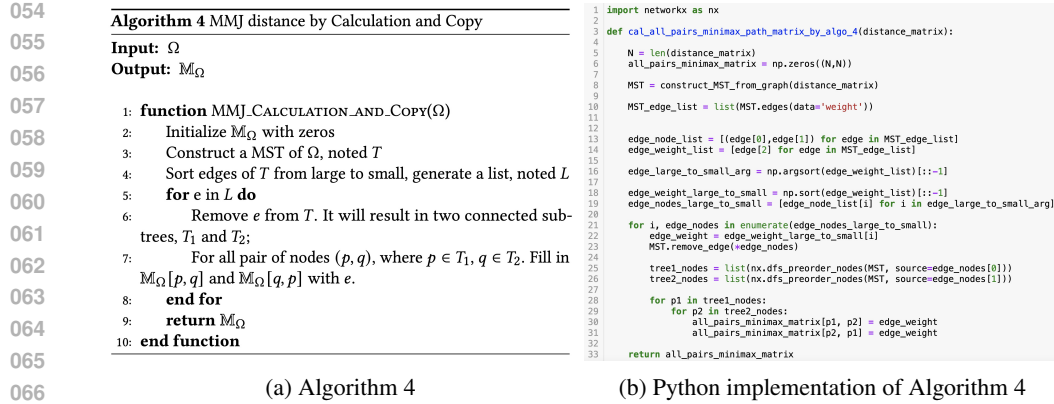 054
055
056
057
058
059
060
061
062
063
064
065
066
Algorithm 4 MMJ distance by Calculation and Copy
Input: Ω
Output: 𝕄_Ω
1: function MMJ_Calculation_and_Copy(Ω)
2: Initialize 𝕄_Ω with zeros
3: Construct a MST of Ω, noted T
4: Sort edges of T from large to small, generate a list, noted L
5: for e in L do
6: Remove e from T. It will result in two connected sub-
trees, T₁ and T₂;
7: For all pair of nodes (p, q), where p ∈ T₁, q ∈ T₂. Fill in
𝕄_Ω[p, q] and 𝕄_Ω[q, p] with e.
8: end for
9: return 𝕄_Ω
10: end function
(a) Algorithm 4
1 import networkx as nx
2
3 def cal_all_pairs_minimax_path_matrix_by_algo_4(distance_matrix):
4
5     N = len(distance_matrix)
6     all_pairs_minimax_matrix = np.zeros((N,N))
7
8     MST = construct_MST_from_graph(distance_matrix)
9
10     MST_edge_list = list(MST.edges(data='weight'))
11
12
13     edge_node_list = [(edge[0],edge[1]) for edge in MST_edge_list]
14     edge_weight_list = [edge[2] for edge in MST_edge_list]
15
16     edge_large_to_small_arg = np.argsort(edge_weight_list)[::-1]
17
18     edge_weight_large_to_small = np.sort(edge_weight_list)[::-1]
19     edge_nodes_large_to_small = [edge_node_list[i] for i in edge_large_to_small_arg]
20
21     for i, edge_nodes in enumerate(edge_nodes_large_to_small):
22         edge_weight = edge_weight_large_to_small[i]
23         MST.remove_edge(*edge_nodes)
24
25         tree1_nodes = list(nx.dfs_preorder_nodes(MST, source=edge_nodes[0]))
26         tree2_nodes = list(nx.dfs_preorder_nodes(MST, source=edge_nodes[1]))
27
28         for p1 in tree1_nodes:
29             for p2 in tree2_nodes:
30                 all_pairs_minimax_matrix[p1, p2] = edge_weight
31                 all_pairs_minimax_matrix[p2, p1] = edge_weight
32
33     return all_pairs_minimax_matrix
(b) Python implementation of Algorithm 4